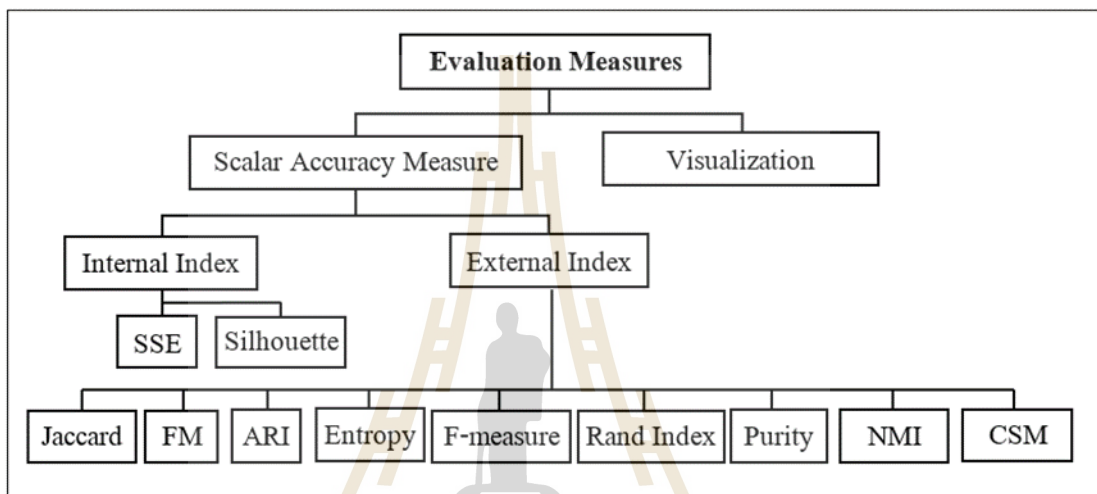 Evaluation Measures
Scalar Accuracy Measure
Visualization
Internal Index
External Index
SSE
Silhouette
Jaccard
FM
ARI
Entropy
F-measure
Rand Index
Purity
NMI
CSM